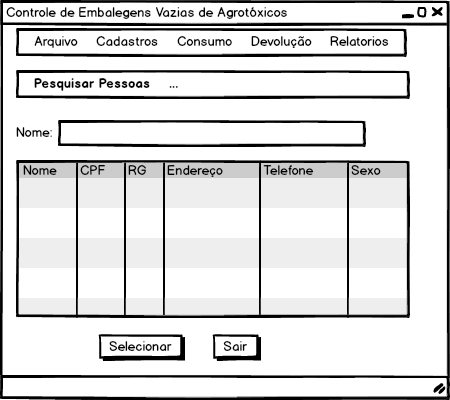 Controle de Embalegens Vazias de Agrotóxicos
Arquivo Cadastros Consumo Devolução Relatorios
Pesquisar Pessoas ...
Nome:
Nome CPF RG Endereço Telefone Sexo
Selecionar Sair